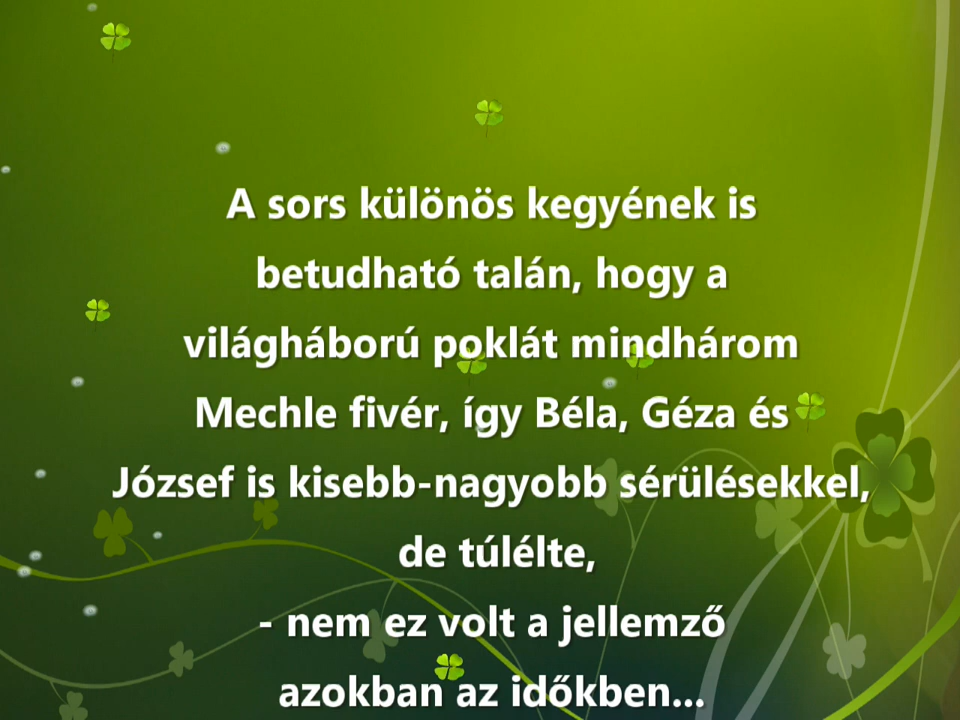 A sors különös kegyének is
betudható talán, hogy a
világháború poklát mindhárom
Mechle fivér, így Béla, Géza és
József is kisebb-nagyobb sérülésekkel,
de túlélte,
- nem ez volt a jellemző
azokban az időkben...